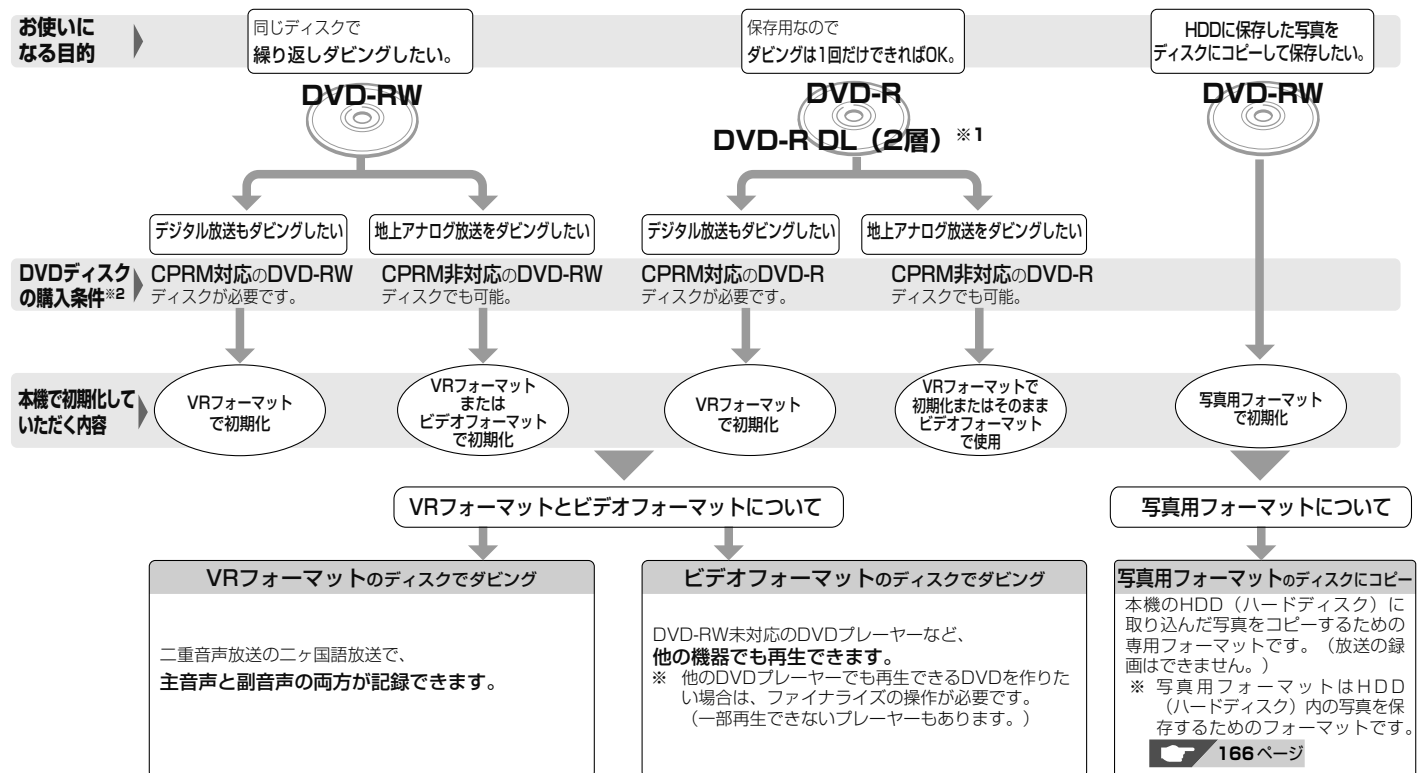 お使いに
なる目的
同じディスクで
繰り返しダビングしたい。
保存用なので
ダビングは1回だけできればOK。
HDDに保存した写真を
ディスクにコピーして保存したい。
DVD-RW
DVD-R
DVD-R DL（2層）※1
DVD-RW
デジタル放送もダビングしたい
地上アナログ放送をダビングしたい
デジタル放送もダビングしたい
地上アナログ放送をダビングしたい
DVDディスク
の購入条件※2
CPRM対応のDVD-RW
ディスクが必要です。
CPRM非対応のDVD-RW
ディスクでも可能。
CPRM対応のDVD-R
ディスクが必要です。
CPRM非対応のDVD-R
ディスクでも可能。
本機で初期化して
いただく内容
VRフォーマット
で初期化
VRフォーマット
または
ビデオフォーマット
で初期化
VRフォーマット
で初期化
VRフォーマットで
初期化またはそのまま
ビデオフォーマット
で使用
写真用フォーマット
で初期化
VRフォーマットとビデオフォーマットについて
写真用フォーマットについて
VRフォーマットのディスクでダビング
二重音声放送の二ヶ国語放送で、
主音声と副音声の両方が記録できます。
ビデオフォーマットのディスクでダビング
DVD-RW未対応のDVDプレーヤーなど、
他の機器でも再生できます。
※ 他のDVDプレーヤーでも再生できるDVDを作りた
い場合は、ファイナライズの操作が必要です。
（一部再生できないプレーヤーもあります。）
写真用フォーマットのディスクにコピー
本機のHDD（ハードディスク）に
取り込んだ写真をコピーするための
専用フォーマットです。（放送の録
画はできません。）
※ 写真用フォーマットはHDD
（ハードディスク）内の写真を保
存するためのフォーマットです。
166ページ